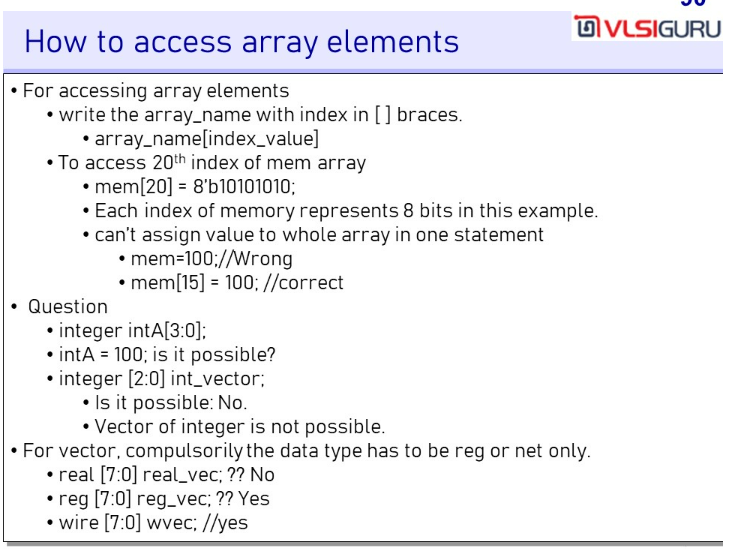 How to access array elements
VLSIGURU
• For accessing array elements
• write the array_name with index in [ ] braces.
• array_name[index_value]
• To access 20th index of mem array
• mem[20] = 8'b10101010;
• Each index of memory represents 8 bits in this example.
• can't assign value to whole array in one statement
• mem=100;//Wrong
• mem[15] = 100; //correct
• Question
• integer intA[3:0];
• intA = 100; is it possible?
• integer [2:0] int_vector;
• Is it possible: No.
• Vector of integer is not possible.
• For vector, compulsorily the data type has to be reg or net only.
• real [7:0] real_vec; ?? No
• reg [7:0] reg_vec; ?? Yes
• wire [7:0] wvec; //yes